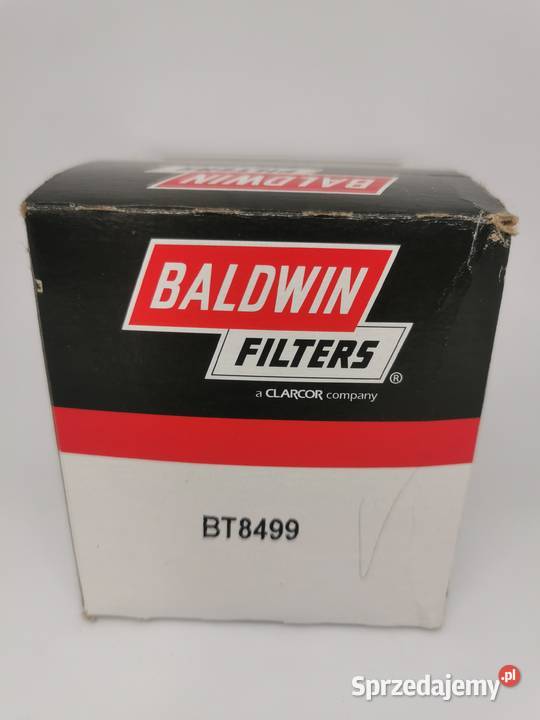 BALDWIN
BALDWIN
FILTERS®
a CLARCOR company
BT8499
Sprzedajemy.pl